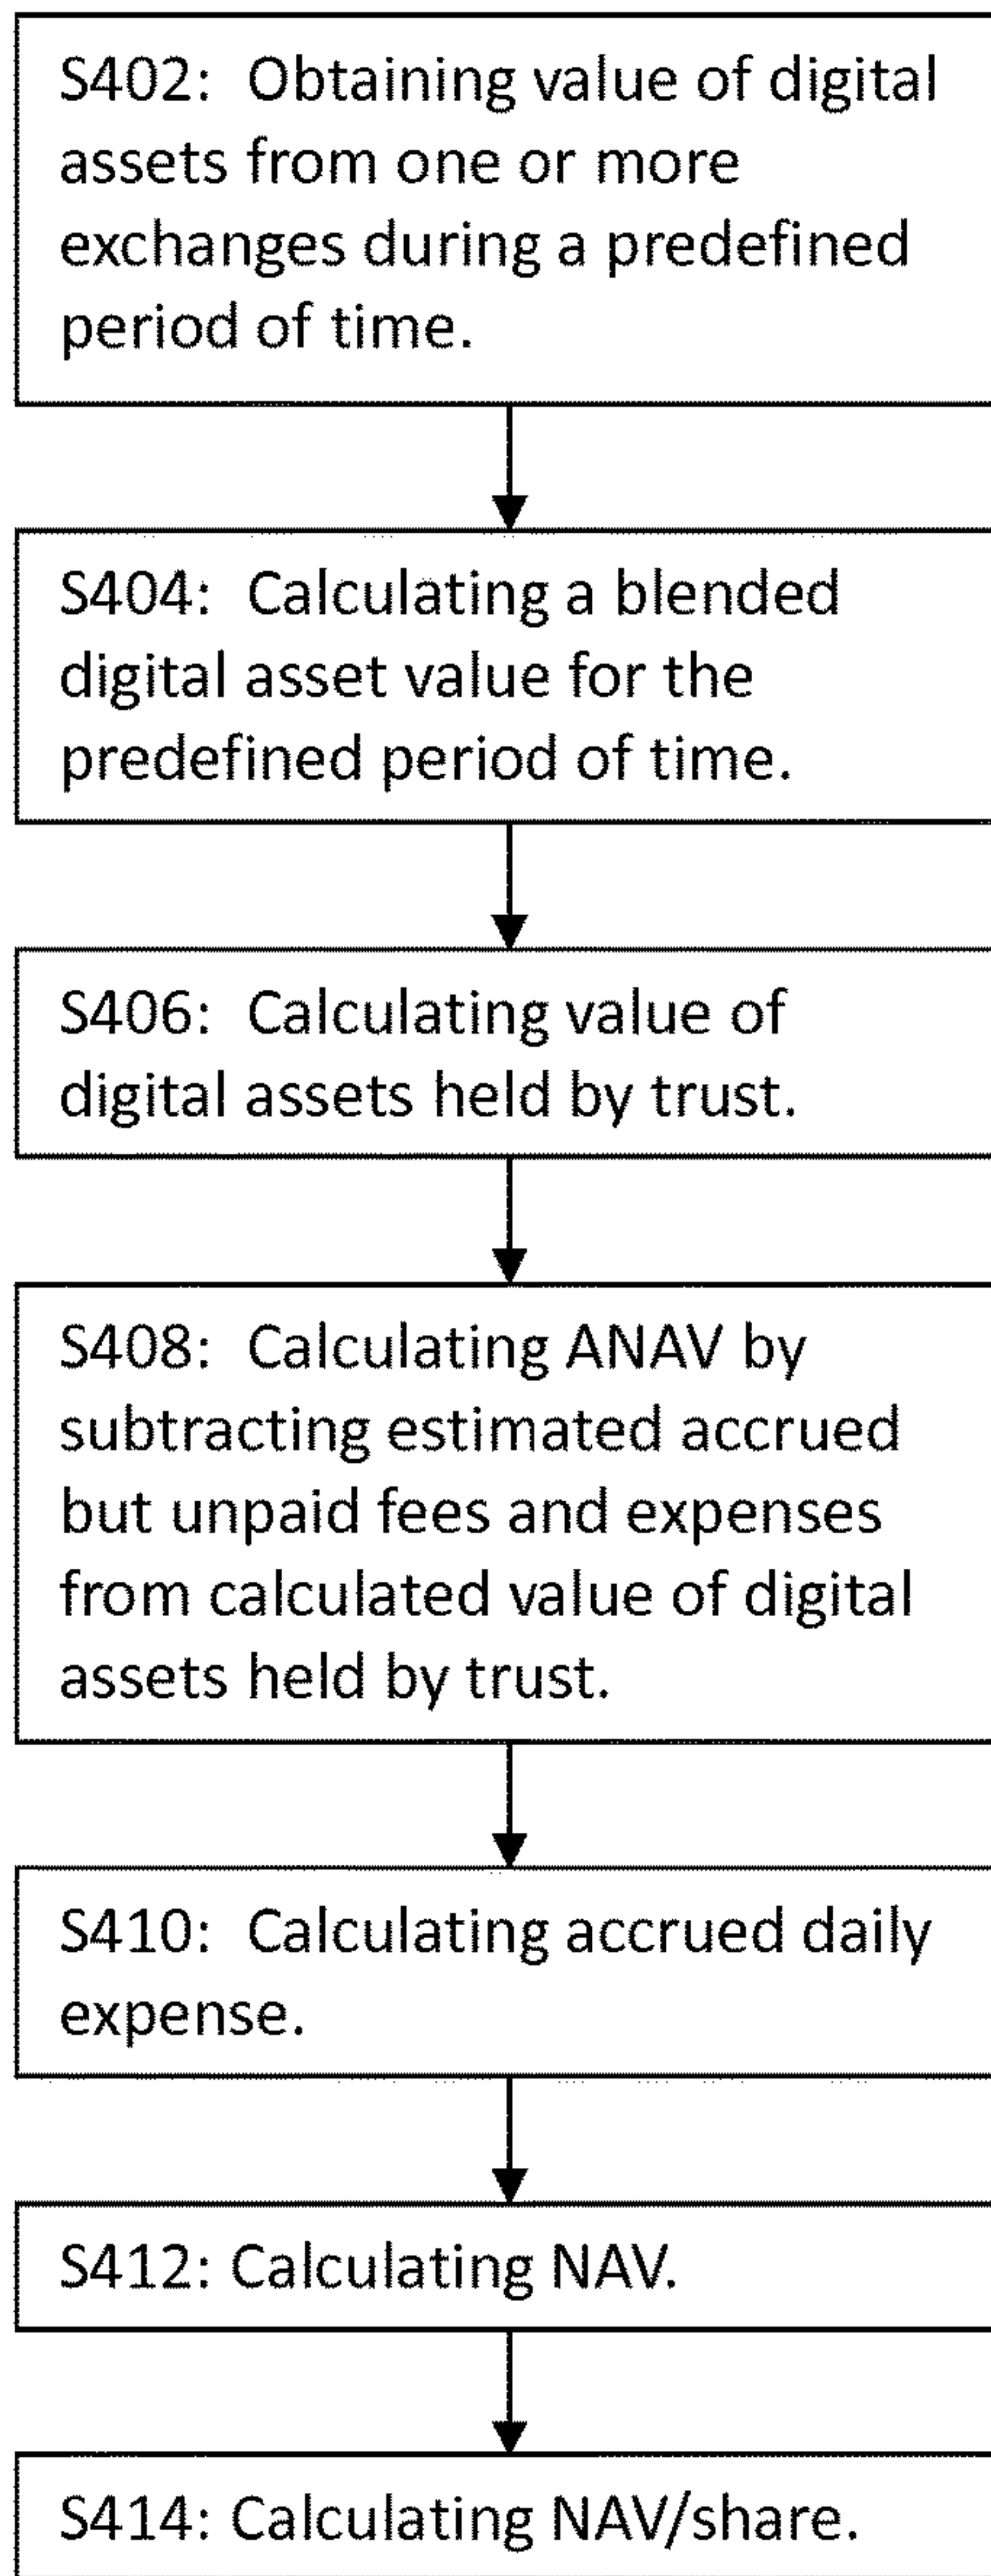 S402: Obtaining value of digital
assets from one or more
exchanges during a predefined
period of time.
S404: Calculating a blended
digital asset value for the
predefined period of time.
S406: Calculating value of
digital assets held by trust.
S408: Calculating ANAV by
subtracting estimated accrued
but unpaid fees and expenses
from calculated value of digital
assets held by trust.
S410: Calculating accrued daily
expense.
S412: Calculating NAV.
S414: Calculating NAV/share.